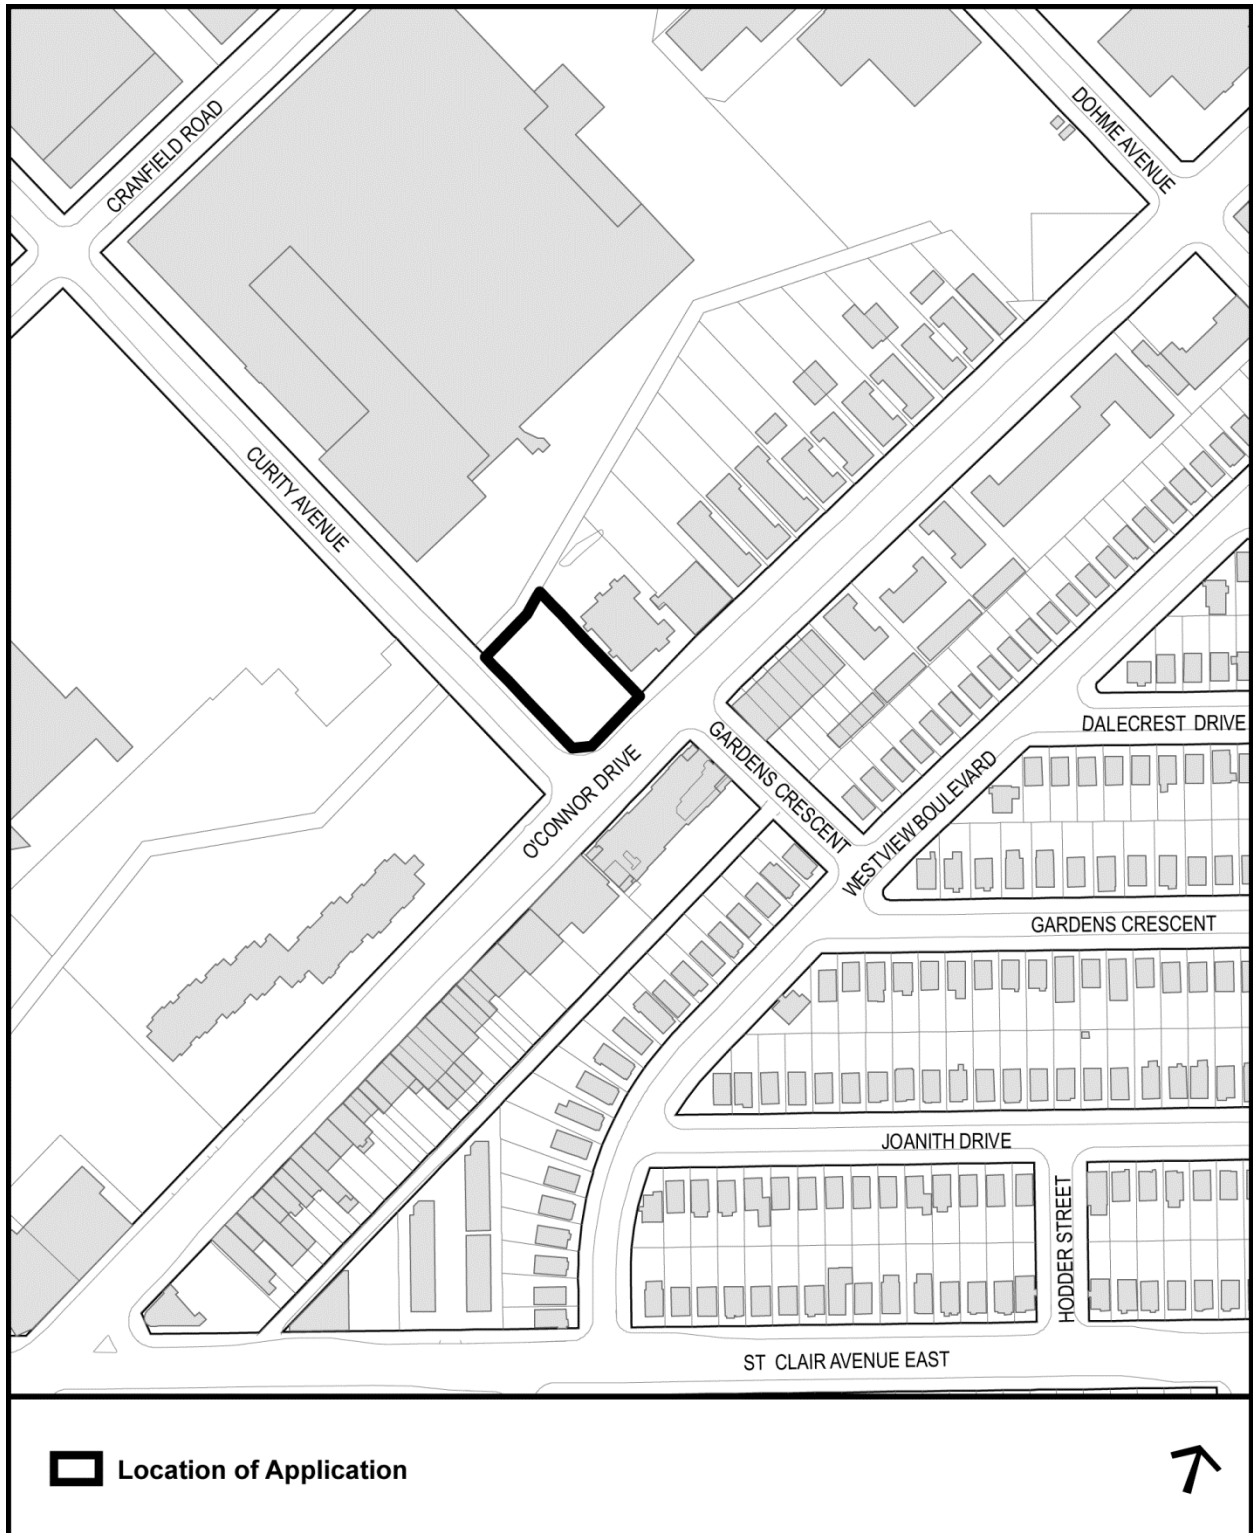 CRANFIELD ROAD
DOHME AVENUE
CURITY AVENUE
O'CONNOR DRIVE
GARDENS CRESCENT
WESTVIEW BOULEVARD
DALECREST DRIVE
GARDENS CRESCENT
JOANITH DRIVE
HODDER STREET
ST CLAIR AVENUE EAST
Location of Application